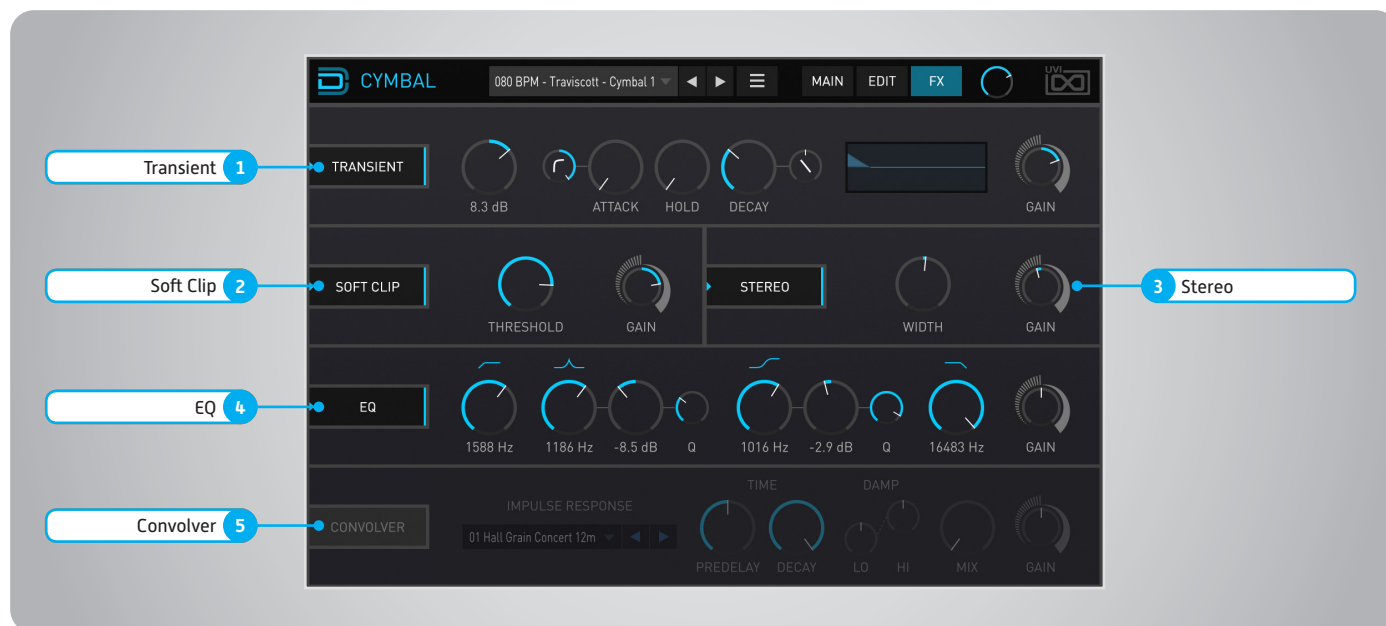 CYMBAL
080 BPM - Traviscott - Cymbal 1
MAIN EDIT FX
UVI
Transient 1
TRANSIENT
8.3 dB ATTACK HOLD DECAY GAIN
Soft Clip 2
SOFT CLIP
THRESHOLD GAIN
STEREO
WIDTH GAIN
3 Stereo
EQ 4
EQ
1588 Hz 1186 Hz -8.5 dB Q 1016 Hz -2.9 dB Q 16483 Hz GAIN
Convolver 5
CONVOLVER
IMPULSE RESPONSE
01 Hall Grain Concert 12m
TIME DAMP
PREDELAY DECAY LO HI MIX GAIN